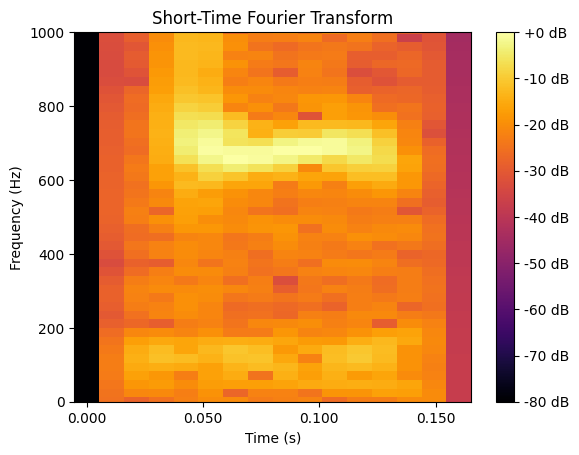 Short-Time Fourier Transform
1000
800
600
400
200
0
Frequency (Hz)
0.000
0.050
0.100
0.150
Time (s)
+0 dB
-10 dB
-20 dB
-30 dB
-40 dB
-50 dB
-60 dB
-70 dB
-80 dB